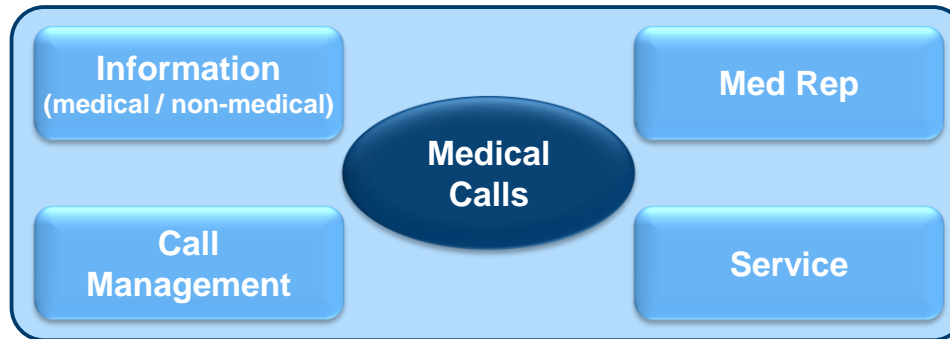 Information
(medical / non-medical)
Med Rep
Medical
Calls
Call
Management
Service